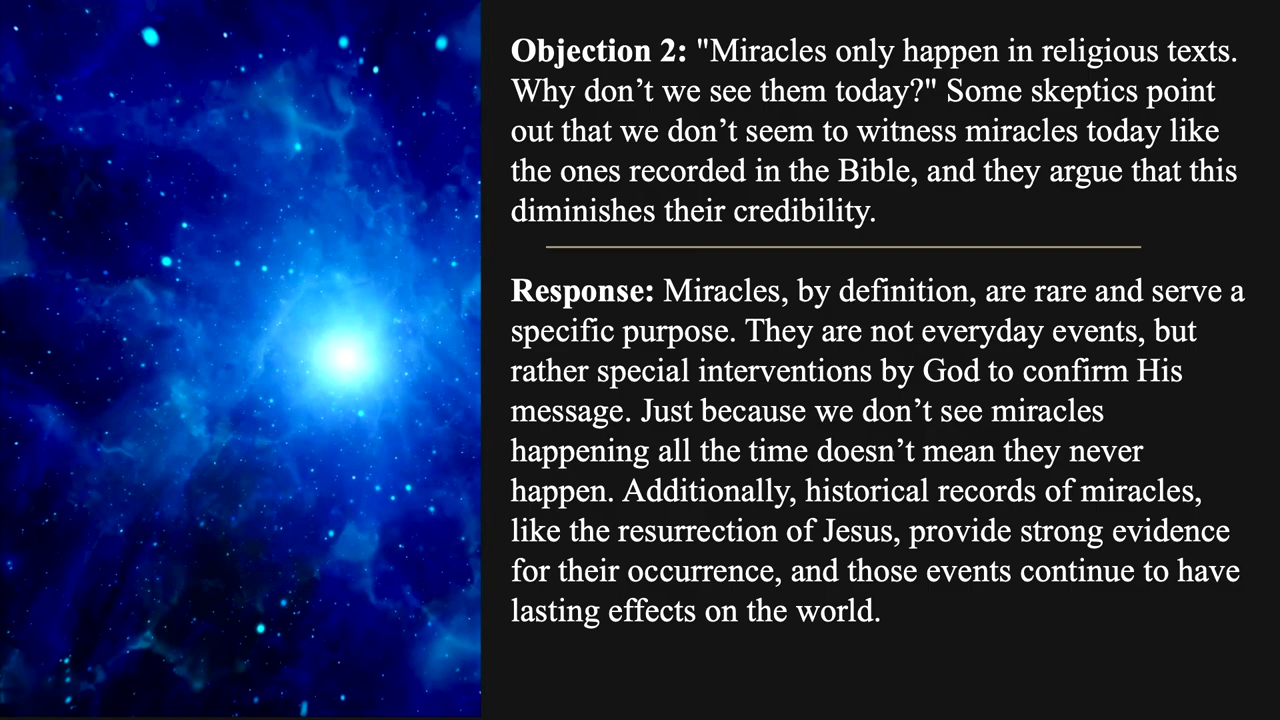 Objection 2: "Miracles only happen in religious texts.
Why don’t we see them today?" Some skeptics point
out that we don’t seem to witness miracles today like
the ones recorded in the Bible, and they argue that this
diminishes their credibility.
Response: Miracles, by definition, are rare and serve a
specific purpose. They are not everyday events, but
rather special interventions by God to confirm His
message. Just because we don’t see miracles
happening all the time doesn’t mean they never
happen. Additionally, historical records of miracles,
like the resurrection of Jesus, provide strong evidence
for their occurrence, and those events continue to have
lasting effects on the world.